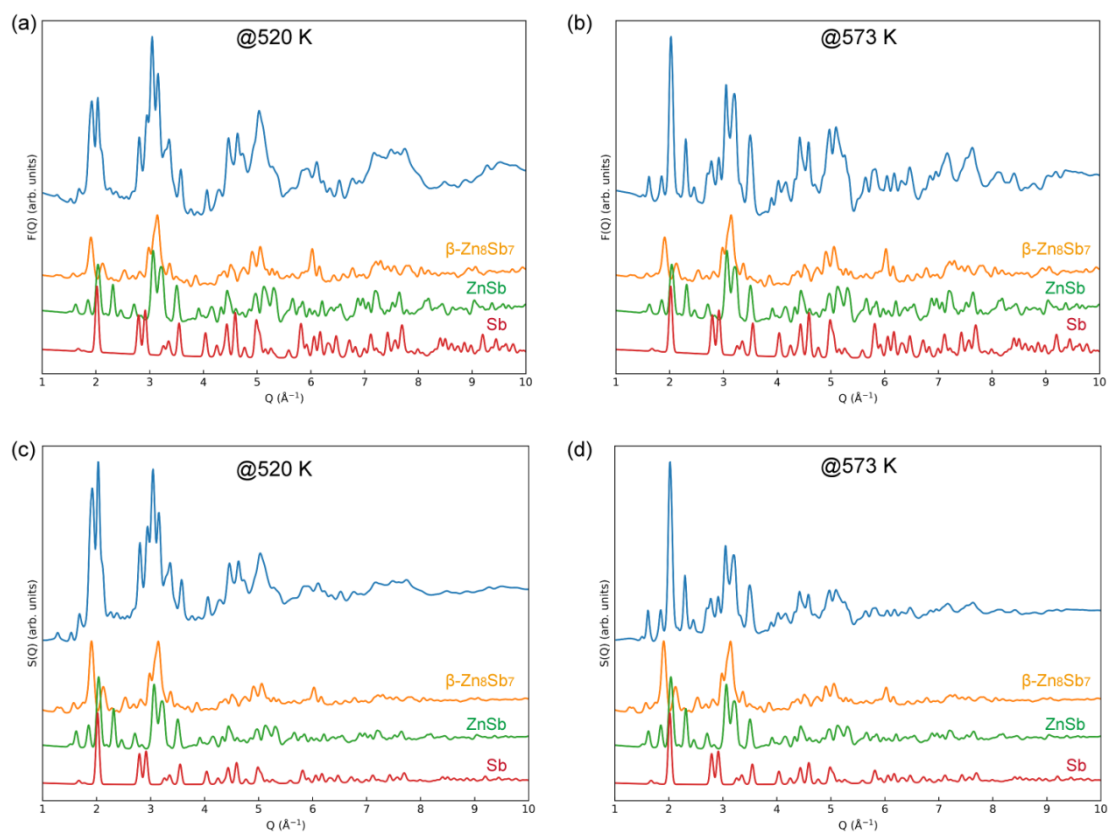 (a)
@520 K
F(Q) (arb. units)
β-Zn₈Sb₇
ZnSb
Sb
1 2 3 4 5 6 7 8 9 10
Q (Å⁻¹)
(b)
@573 K
F(Q) (arb. units)
β-Zn₈Sb₇
ZnSb
Sb
1 2 3 4 5 6 7 8 9 10
Q (Å⁻¹)
(c)
@520 K
S(Q) (arb. units)
β-Zn₈Sb₇
ZnSb
Sb
1 2 3 4 5 6 7 8 9 10
Q (Å⁻¹)
(d)
@573 K
S(Q) (arb. units)
β-Zn₈Sb₇
ZnSb
Sb
1 2 3 4 5 6 7 8 9 10
Q (Å⁻¹)